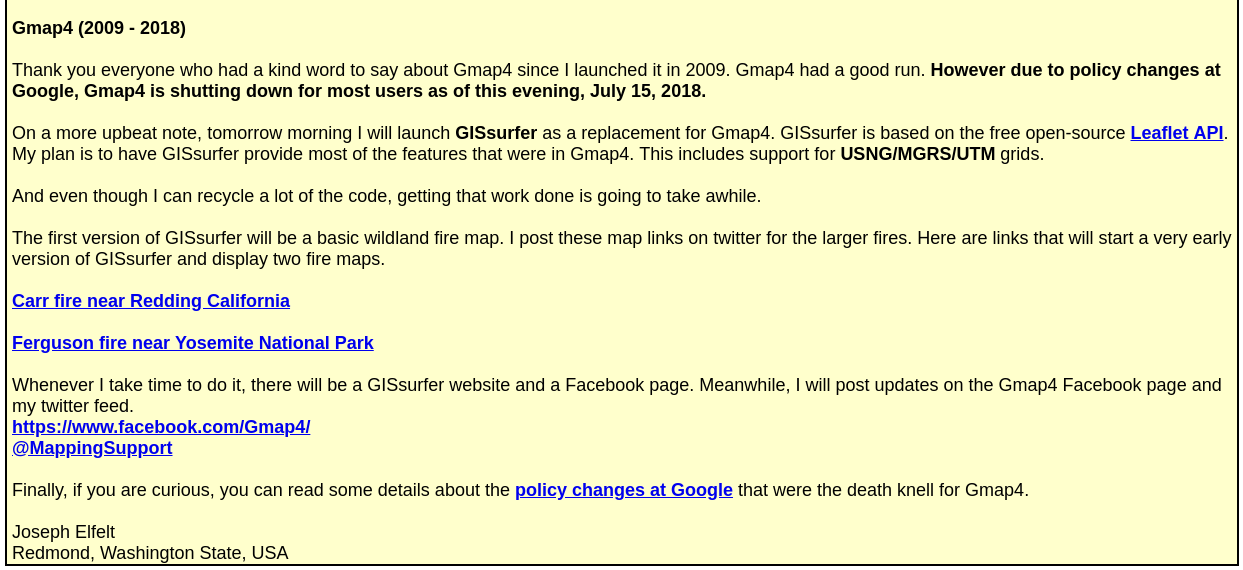 Gmap4 (2009 - 2018)
Thank you everyone who had a kind word to say about Gmap4 since I launched it in 2009. Gmap4 had a good run. However due to policy changes at
Google, Gmap4 is shutting down for most users as of this evening, July 15, 2018.
On a more upbeat note, tomorrow morning I will launch GISsurfer as a replacement for Gmap4. GISsurfer is based on the free open-source Leaflet API.
My plan is to have GISsurfer provide most of the features that were in Gmap4. This includes support for USNG/MGRS/UTM grids.
And even though I can recycle a lot of the code, getting that work done is going to take awhile.
The first version of GISsurfer will be a basic wildland fire map. I post these map links on twitter for the larger fires. Here are links that will start a very early
version of GISsurfer and display two fire maps.
Carr fire near Redding California
Ferguson fire near Yosemite National Park
Whenever I take time to do it, there will be a GISsurfer website and a Facebook page. Meanwhile, I will post updates on the Gmap4 Facebook page and
my twitter feed.
https://www.facebook.com/Gmap4/
@MappingSupport
Finally, if you are curious, you can read some details about the policy changes at Google that were the death knell for Gmap4.
Joseph Elfelt
Redmond, Washington State, USA